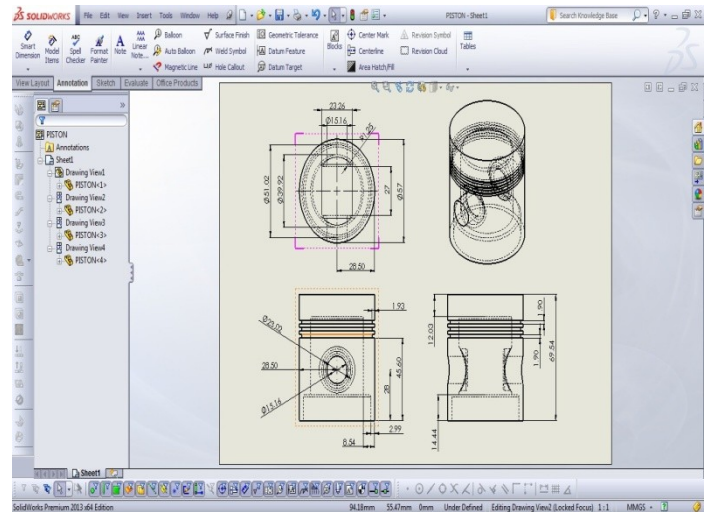 SOLIDWORKS File Edit View Insert Tools Window Help PISTON - Sheet1 Search Knowledge Base
Smart Dimension
Model Items
Spell Checker
Format Painter
Note
Linear Note...
Balloon
Auto Balloon
Magnetic Line
Surface Finish
Weld Symbol
Hole Callout
Geometric Tolerance
Datum Feature
Datum Target
Blocks
Center Mark
Centerline
Area Hatch/Fill
Revision Symbol
Revision Cloud
Tables
View Layout Annotation Sketch Evaluate Office Products
PISTON
Annotations
Sheet1
Drawing View1
PISTON<1>
Drawing View2
PISTON<2>
Drawing View3
PISTON<3>
Drawing View4
PISTON<4>
23.26
Ø15.16
Ø51.02
Ø39.92
27
Ø57
28.50
1.93
Ø23.02
28.50
Ø15.16
45.60
28
2.99
8.54
12.03
1.90
1.90
69.54
14.44
Sheet1
SolidWorks Premium 2013 x64 Edition 94.18mm 55.47mm 0mm Under Defined Editing Drawing View2 (Locked Focus) 1:1 MMGS